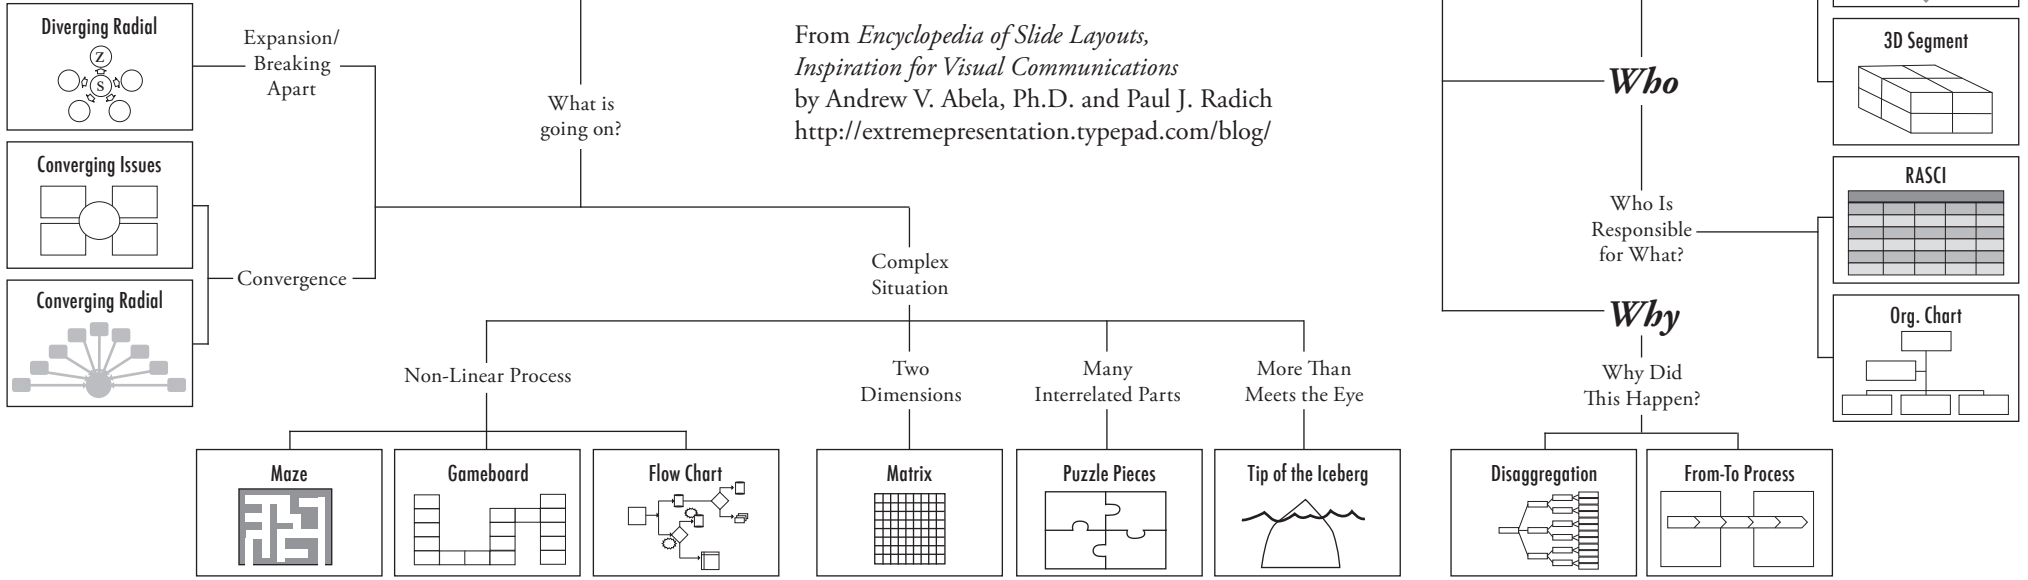 Diverging Radial
Z
S
Expansion/
Breaking
Apart
What is
going on?
From Encyclopedia of Slide Layouts,
Inspiration for Visual Communications
by Andrew V. Abela, Ph.D. and Paul J. Radich
http://extremepresentation.typepad.com/blog/
Who
3D Segment
Converging Issues
Convergence
Converging Radial
Complex
Situation
Who Is
Responsible
for What?
RASCI
Why
Org. Chart
Non-Linear Process
Two
Dimensions
Many
Interrelated Parts
More Than
Meets the Eye
Why Did
This Happen?
Maze
Gameboard
Flow Chart
Matrix
Puzzle Pieces
Tip of the Iceberg
Disaggregation
From-To Process